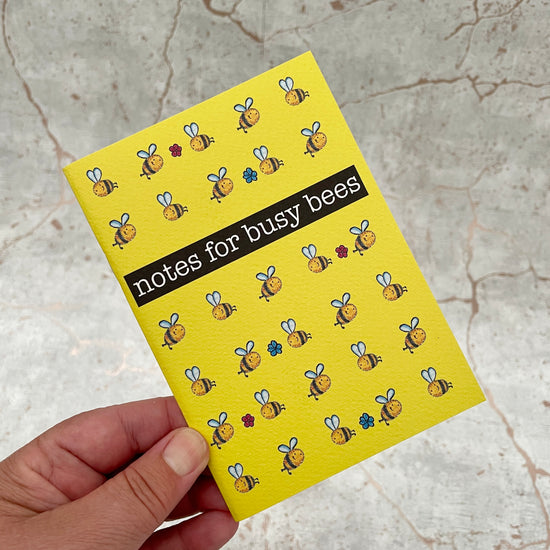 notes for busy bees